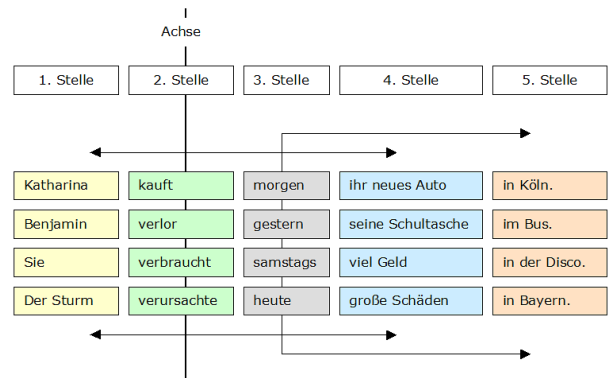 Achse
1. Stelle 2. Stelle 3. Stelle 4. Stelle 5. Stelle
Katharina kauft morgen ihr neues Auto in Köln.
Benjamin verlor gestern seine Schultasche im Bus.
Sie verbraucht samstags viel Geld in der Disco.
Der Sturm verursachte heute große Schäden in Bayern.